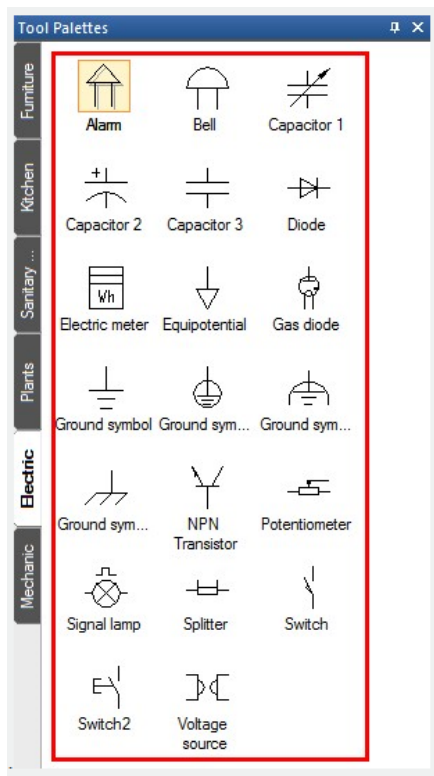 Tool Palettes
Furniture
Kitchen
Sanitary ...
Plants
Electric
Mechanic
Alarm
Bell
Capacitor 1
+
Capacitor 2
Capacitor 3
Diode
Wh
Electric meter
Equipotential
Gas diode
Ground symbol
Ground sym...
Ground sym...
Ground sym...
NPN
Transistor
Potentiometer
Signal lamp
Splitter
Switch
Switch2
Voltage
source